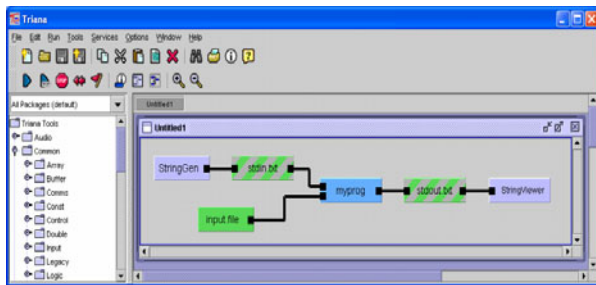 Triana
File Edit Run Tools Services Options Window Help
All Packages (default)
Untitled1
Triana Tools
Audio
Common
Array
Buffer
Comms
Const
Control
Double
Input
Legacy
Logic
Untitled1
StringGen
stdin.txt
myprog
stdout.txt
StringViewer
input file